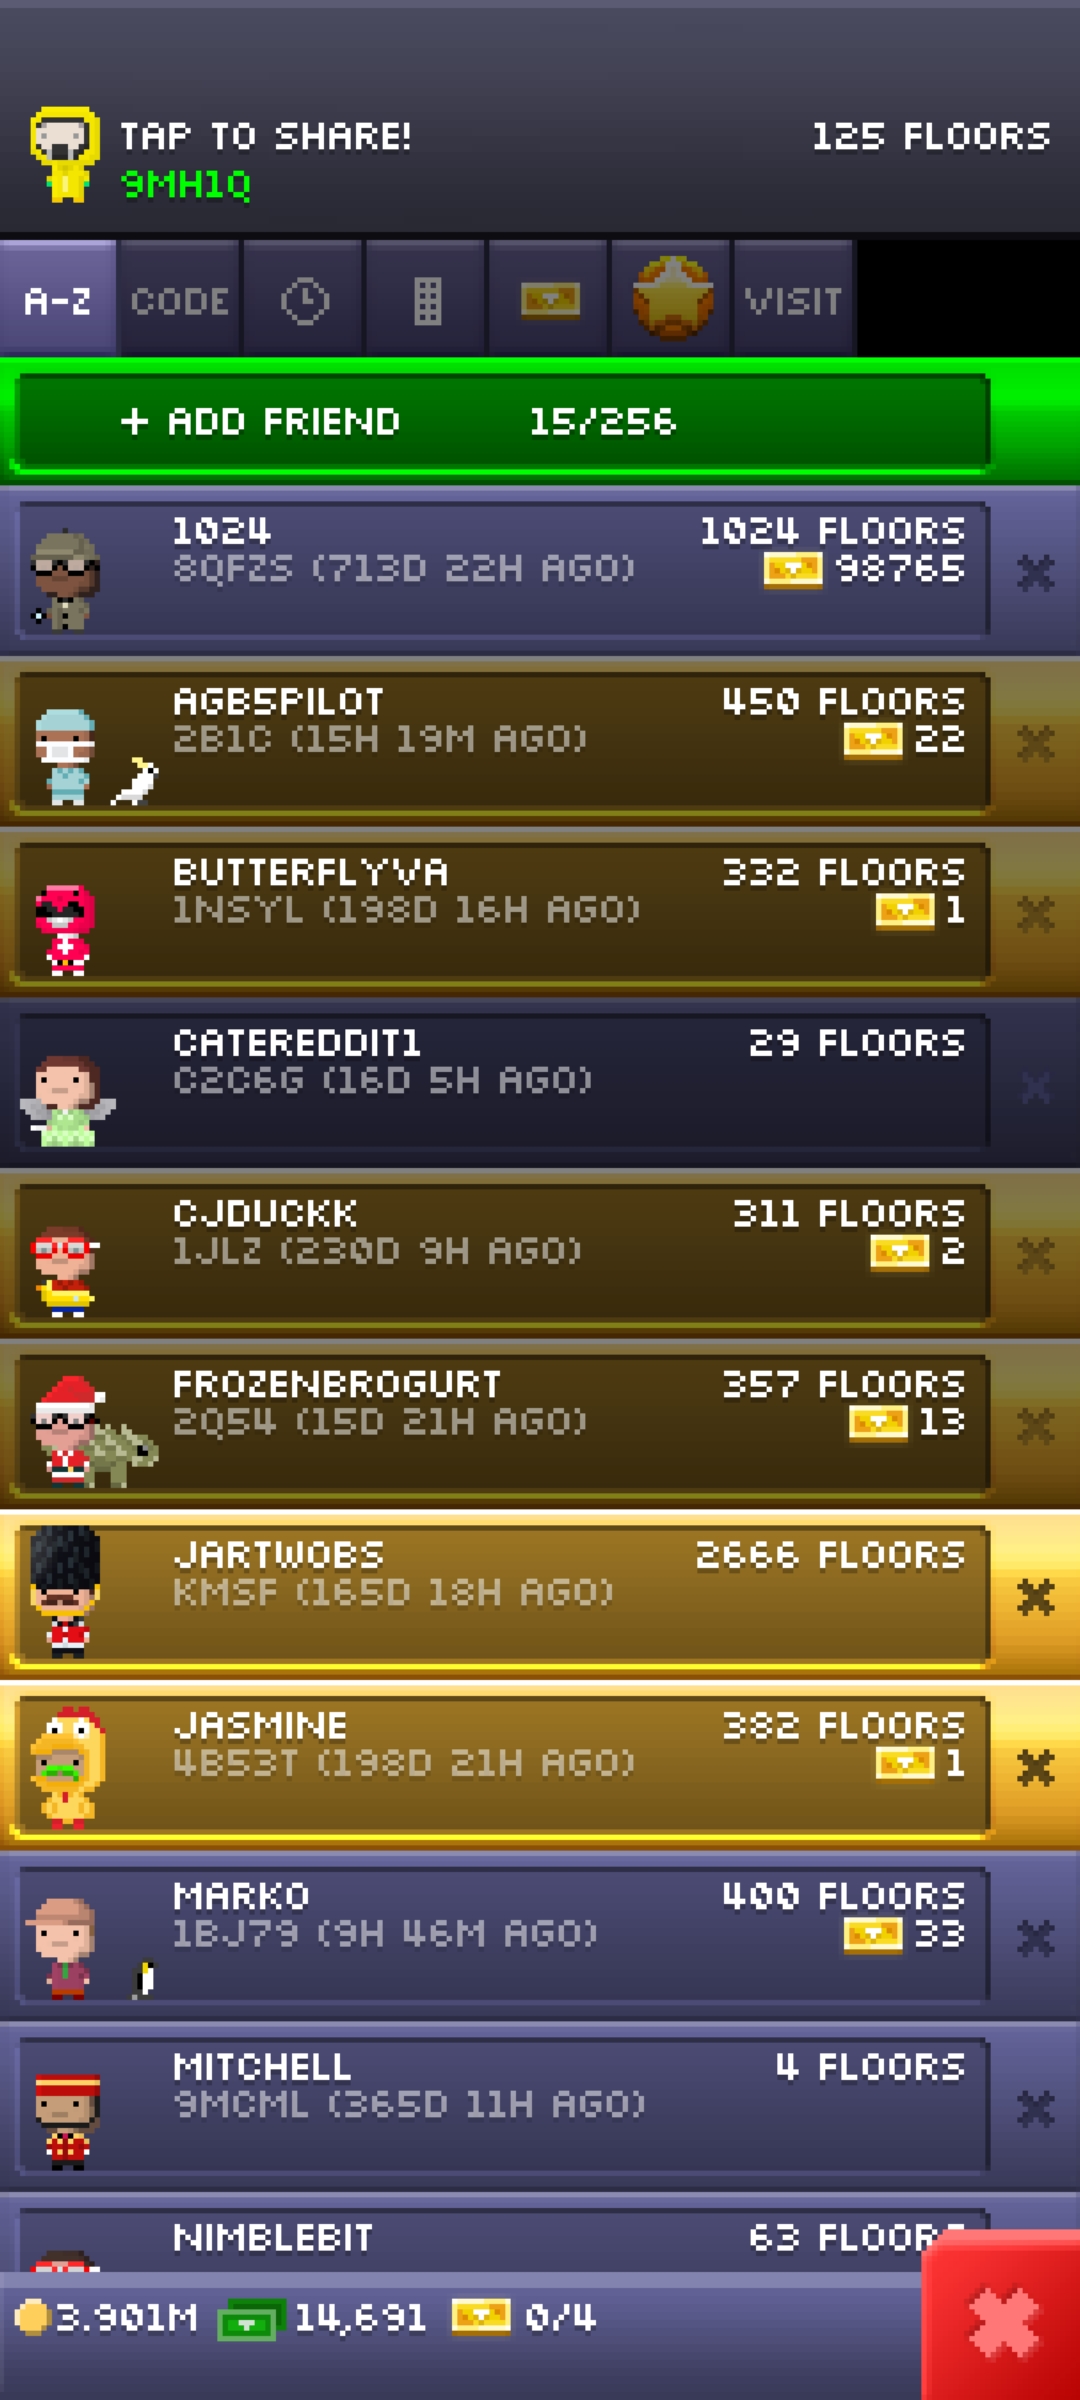 TAP TO SHARE!
125 FLOORS
9MH1Q
A-Z
CODE
VISIT
+ ADD FRIEND 15/256
1024
1024 FLOORS
8QFZS (713D 22H AGO)
98765
AGB5PILOT
450 FLOORS
2B1C (15H 19M AGO)
22
BUTTERFLYVA
332 FLOORS
1NSYL (198D 16H AGO)
1
CATEREDDIT1
29 FLOORS
C2C6G (16D 5H AGO)
CJDUCKK
311 FLOORS
1JLZ (230D 9H AGO)
2
FROZENBROGURT
357 FLOORS
2Q54 (15D 21H AGO)
13
JARTWOBS
2666 FLOORS
KMSF (165D 18H AGO)
JASMINE
382 FLOORS
4B53T (198D 21H AGO)
1
MARKO
400 FLOORS
1BJ79 (9H 46M AGO)
33
MITCHELL
4 FLOORS
9MCML (365D 11H AGO)
NIMBLEBIT
63 FLOORS
3.901M 14,691 0/4